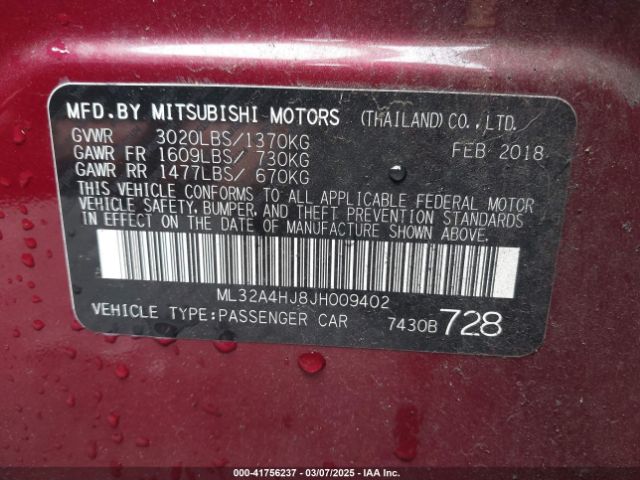 MFD.BY MITSUBISHI MOTORS (THAILAND) CO., LTD.
GVWR 3020LBS/1370KG
FEB 2018
GAWR FR 1609LBS/ 730KG
GAWR RR 1477LBS/ 670KG
THIS VEHICLE CONFORMS TO ALL APPLICABLE FEDERAL MOTOR
VEHICLE SAFETY, BUMPER, AND THEFT PREVENTION STANDARDS
IN EFFECT ON THE DATE OF MANUFACTURE SHOWN ABOVE.
ML32A4HJ8JH009402
VEHICLE TYPE:PASSENGER CAR 7430B 728
000-41756237 - 03/07/2025 - IAA Inc.